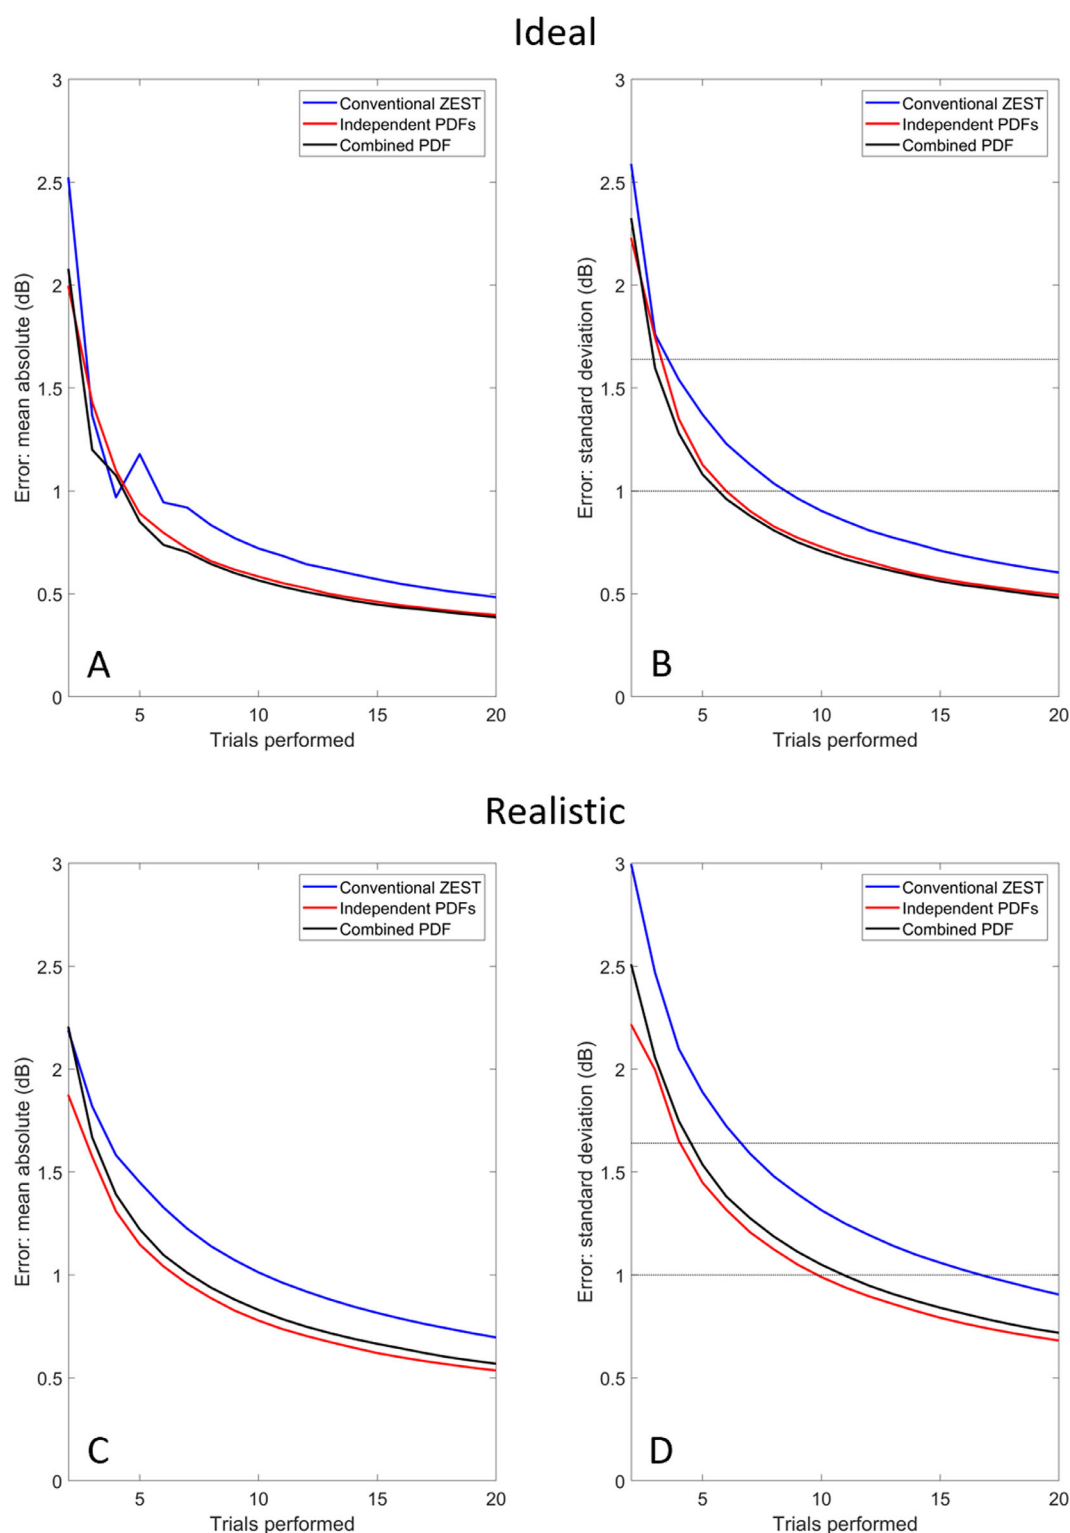 Ideal
3
2.5
2
1.5
1
0.5
0
5
10
15
20
Error: mean absolute (dB)
Trials performed
Conventional ZEST
Independent PDFs
Combined PDF
A
3
2.5
2
1.5
1
0.5
0
5
10
15
20
Error: standard deviation (dB)
Trials performed
Conventional ZEST
Independent PDFs
Combined PDF
B
Realistic
3
2.5
2
1.5
1
0.5
0
5
10
15
20
Error: mean absolute (dB)
Trials performed
Conventional ZEST
Independent PDFs
Combined PDF
C
3
2.5
2
1.5
1
0.5
0
5
10
15
20
Error: standard deviation (dB)
Trials performed
Conventional ZEST
Independent PDFs
Combined PDF
D